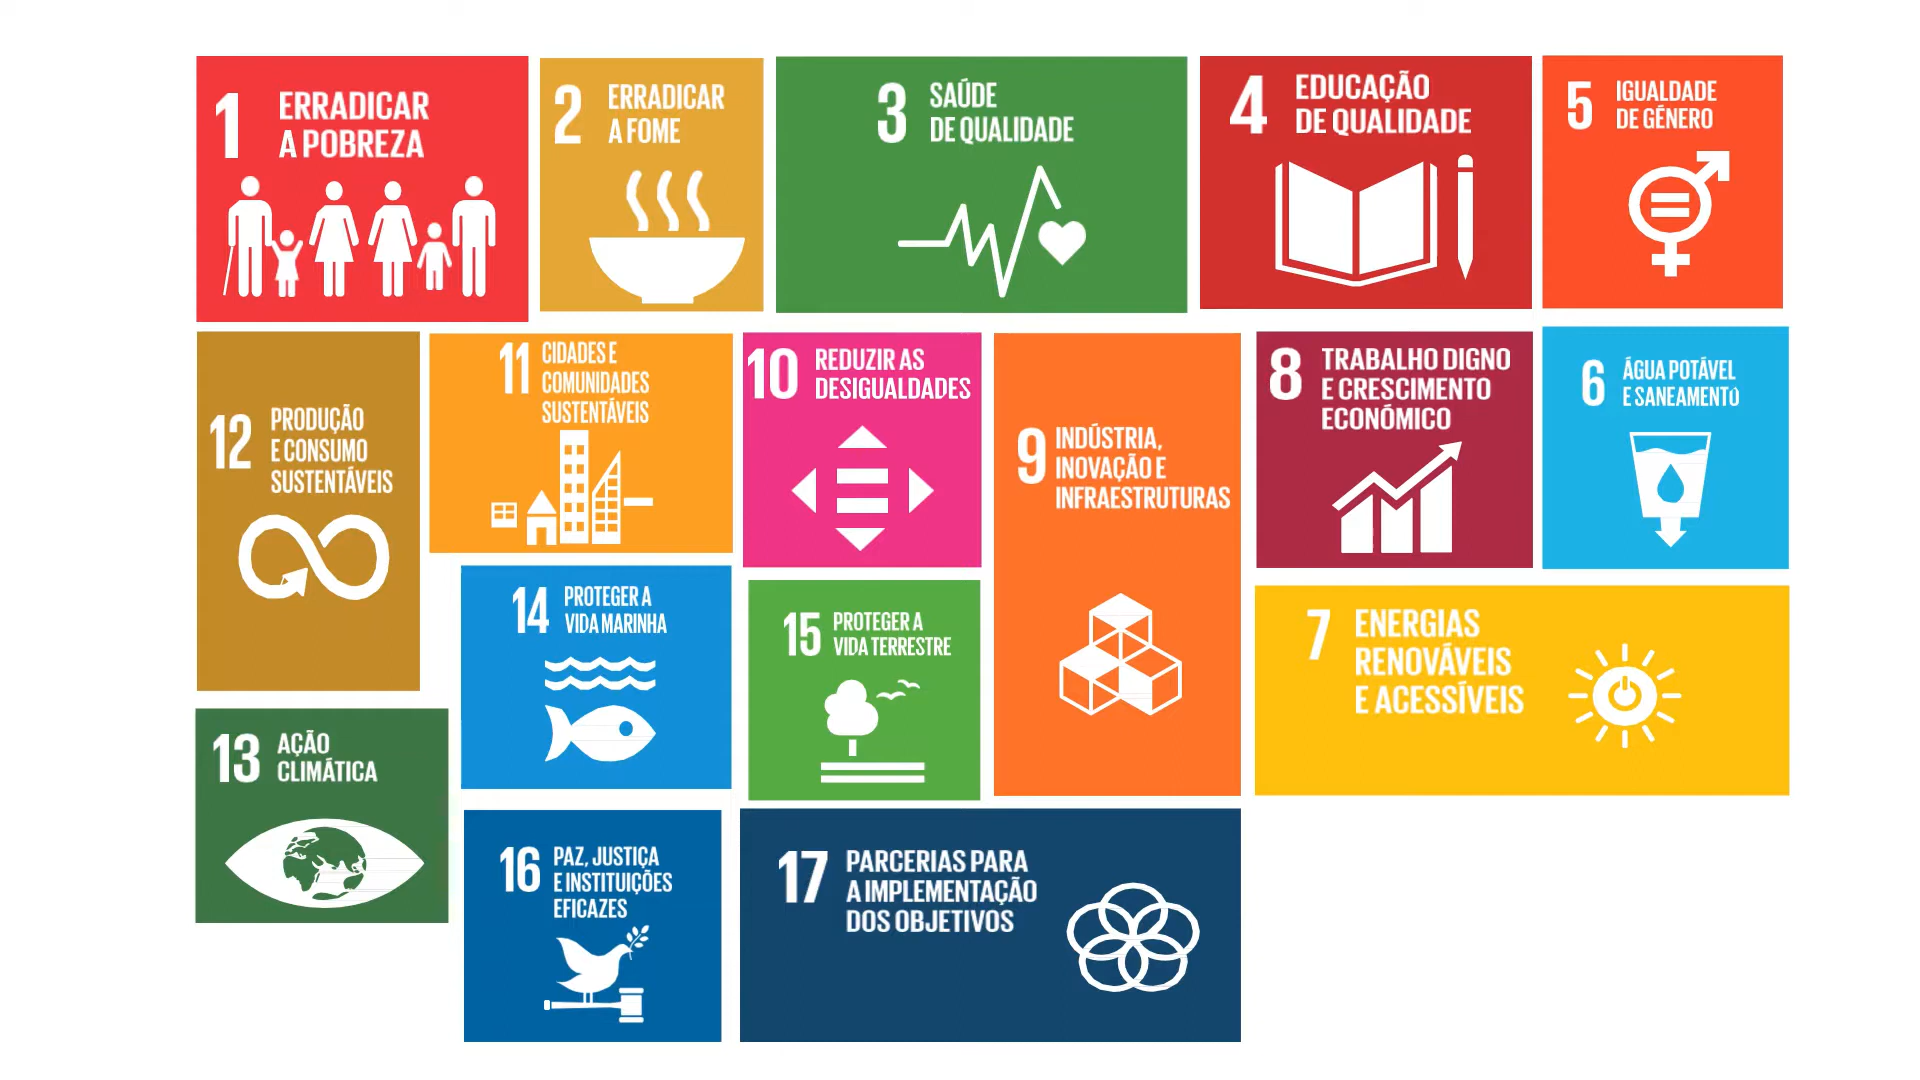 1
ERRADICAR
A POBREZA
2
ERRADICAR
A FOME
3
SAÚDE
DE QUALIDADE
4
EDUCAÇÃO
DE QUALIDADE
5
IGUALDADE
DE GÉNERO
12
PRODUÇÃO
E CONSUMO
SUSTENTÁVEIS
11
CIDADES E
COMUNIDADES
SUSTENTÁVEIS
10
REDUZIR AS
DESIGUALDADES
9
INDÚSTRIA,
INOVAÇÃO E
INFRAESTRUTURAS
8
TRABALHO DIGNO
E CRESCIMENTO
ECONÓMICO
6
ÁGUA POTÁVEL
E SANEAMENTO
14
PROTEGER A
VIDA MARINHA
15
PROTEGER A
VIDA TERRESTRE
7
ENERGIAS
RENOVÁVEIS
E ACESSÍVEIS
13
AÇÃO
CLIMÁTICA
16
PAZ, JUSTIÇA
E INSTITUIÇÕES
EFICAZES
17
PARCERIAS PARA
A IMPLEMENTAÇÃO
DOS OBJETIVOS